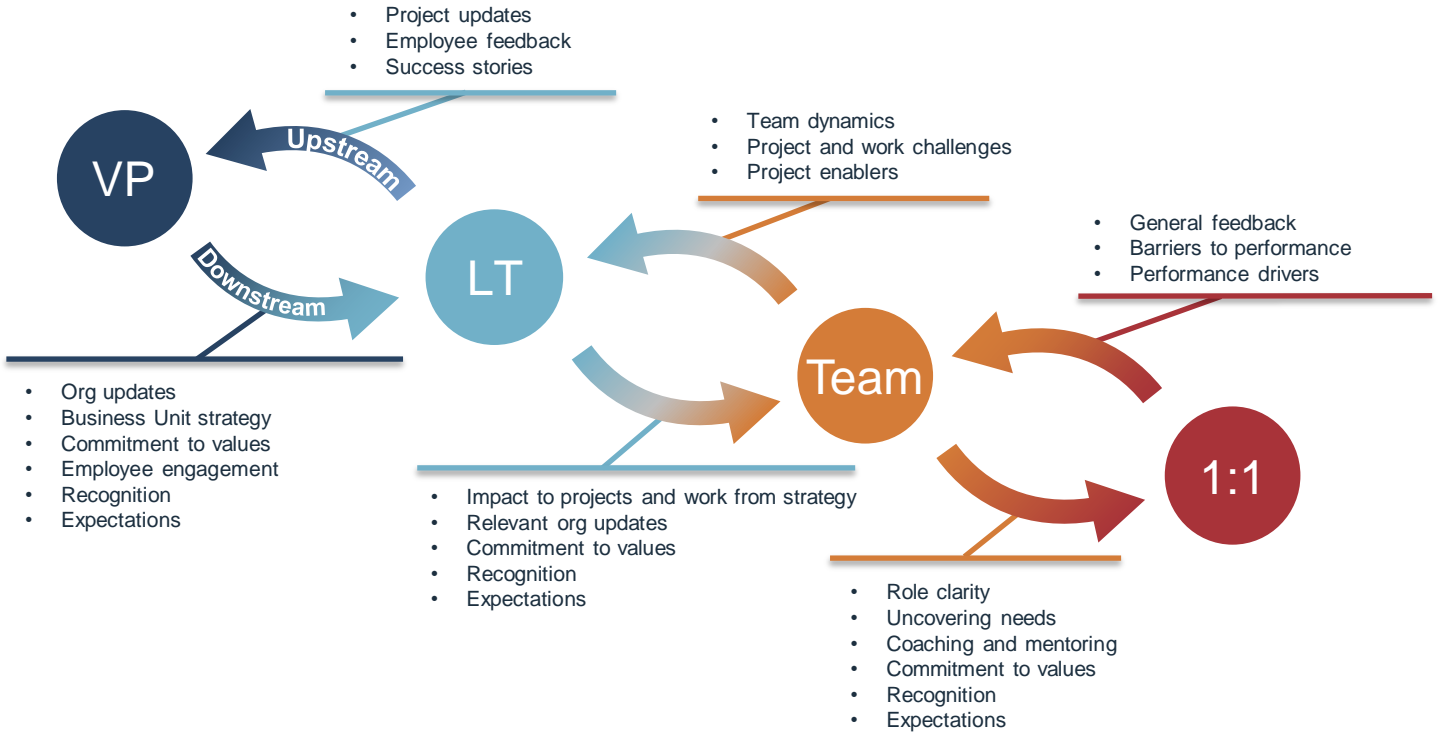 • Project updates
• Employee feedback
• Success stories
Upstream
VP
Downstream
• Org updates
• Business Unit strategy
• Commitment to values
• Employee engagement
• Recognition
• Expectations
• Team dynamics
• Project and work challenges
• Project enablers
LT
• Impact to projects and work from strategy
• Relevant org updates
• Commitment to values
• Recognition
• Expectations
• General feedback
• Barriers to performance
• Performance drivers
Team
1:1
• Role clarity
• Uncovering needs
• Coaching and mentoring
• Commitment to values
• Recognition
• Expectations